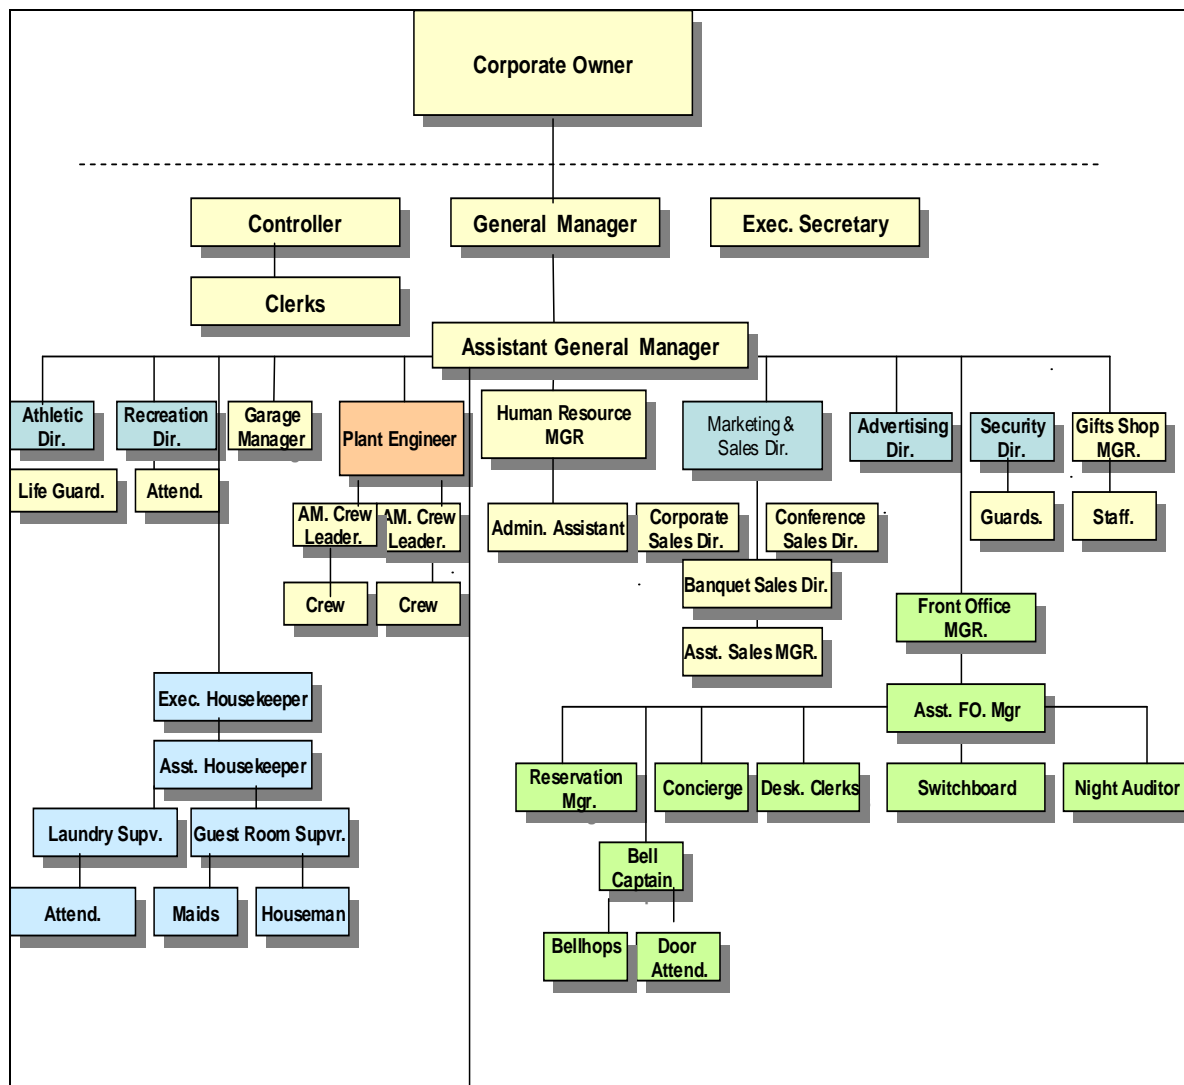 Corporate Owner
Controller
General Manager
Exec. Secretary
Clerks
Assistant General Manager
Athletic
Dir.
Recreation
Dir.
Garage
Manager
Plant Engineer
Human Resource
MGR
Marketing &
Sales Dir.
Advertising
Dir.
Security
Dir.
Gifts Shop
MGR.
Life Guard.
Attend.
AM. Crew
Leader.
AM. Crew
Leader.
Admin. Assistant
Corporate
Sales Dir.
Conference
Sales Dir.
Guards.
Staff.
Crew
Crew
Banquet Sales Dir.
Front Office
MGR.
Asst. Sales MGR.
Exec. Housekeeper
Asst. FO. Mgr
Asst. Housekeeper
Reservation
Mgr.
Concierge
Desk. Clerks
Switchboard
Night Auditor
Laundry Supv.
Guest Room Supvr.
Bell
Captain
Attend.
Maids
Houseman
Bellhops
Door
Attend.